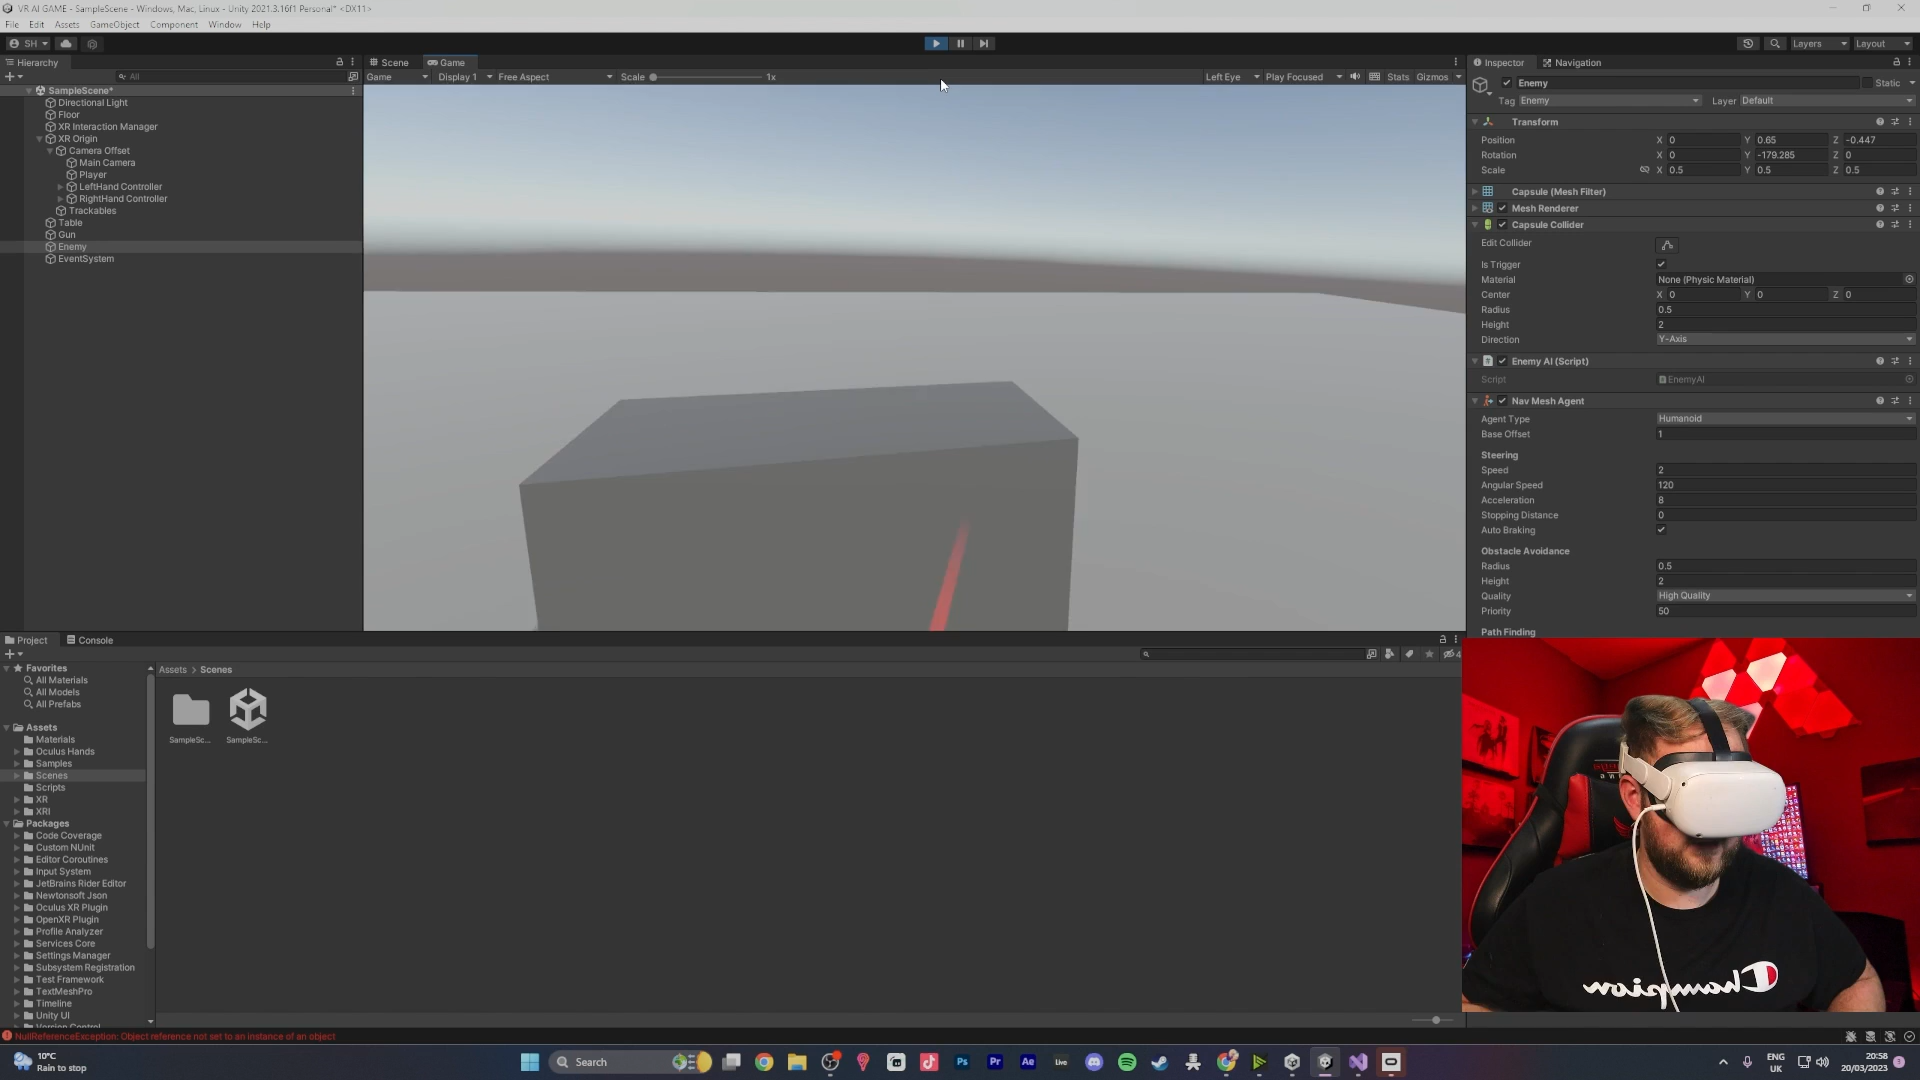 VR AI GAME - SampleScene - Windows, Mac, Linux - Unity 2021.3.16f1 Personal* <DX11>
File Edit Assets GameObject Component Window Help
SH
Layers Layout
Hierarchy
All
SampleScene*
Directional Light
Floor
XR Interaction Manager
XR Origin
Camera Offset
Main Camera
Player
LeftHand Controller
RightHand Controller
Trackables
Table
Gun
Enemy
EventSystem
Scene Game
Game Display 1 Free Aspect Scale 1x Left Eye Play Focused Stats Gizmos
Inspector Navigation
Enemy Static
Tag Enemy Layer Default
Transform
Position X 0 Y 0.65 Z -0.447
Rotation X 0 Y -179.285 Z 0
Scale X 0.5 Y 0.5 Z 0.5
Capsule (Mesh Filter)
Mesh Renderer
Capsule Collider
Edit Collider
Is Trigger
Material None (Physic Material)
Center X 0 Y 0 Z 0
Radius 0.5
Height 2
Direction Y-Axis
Enemy AI (Script)
Script EnemyAI
Nav Mesh Agent
Agent Type Humanoid
Base Offset 1
Steering
Speed 2
Angular Speed 120
Acceleration 8
Stopping Distance 0
Auto Braking
Obstacle Avoidance
Radius 0.5
Height 2
Quality High Quality
Priority 50
Path Finding
Project Console
4
Favorites
All Materials
All Models
All Prefabs
Assets
Materials
Oculus Hands
Samples
Scenes
Scripts
XR
XRI
Packages
Code Coverage
Custom NUnit
Editor Coroutines
Input System
JetBrains Rider Editor
Newtonsoft Json
Oculus XR Plugin
OpenXR Plugin
Profile Analyzer
Services Core
Settings Manager
Subsystem Registration
Test Framework
TextMeshPro
Timeline
Unity UI
Version Control
Assets > Scenes
SampleSc... SampleSc...
Champion
NullReferenceException: Object reference not set to an instance of an object
10°C
Rain to stop
Search
Ps Pr Ae Live
ENG
UK
20:58
20/03/2023